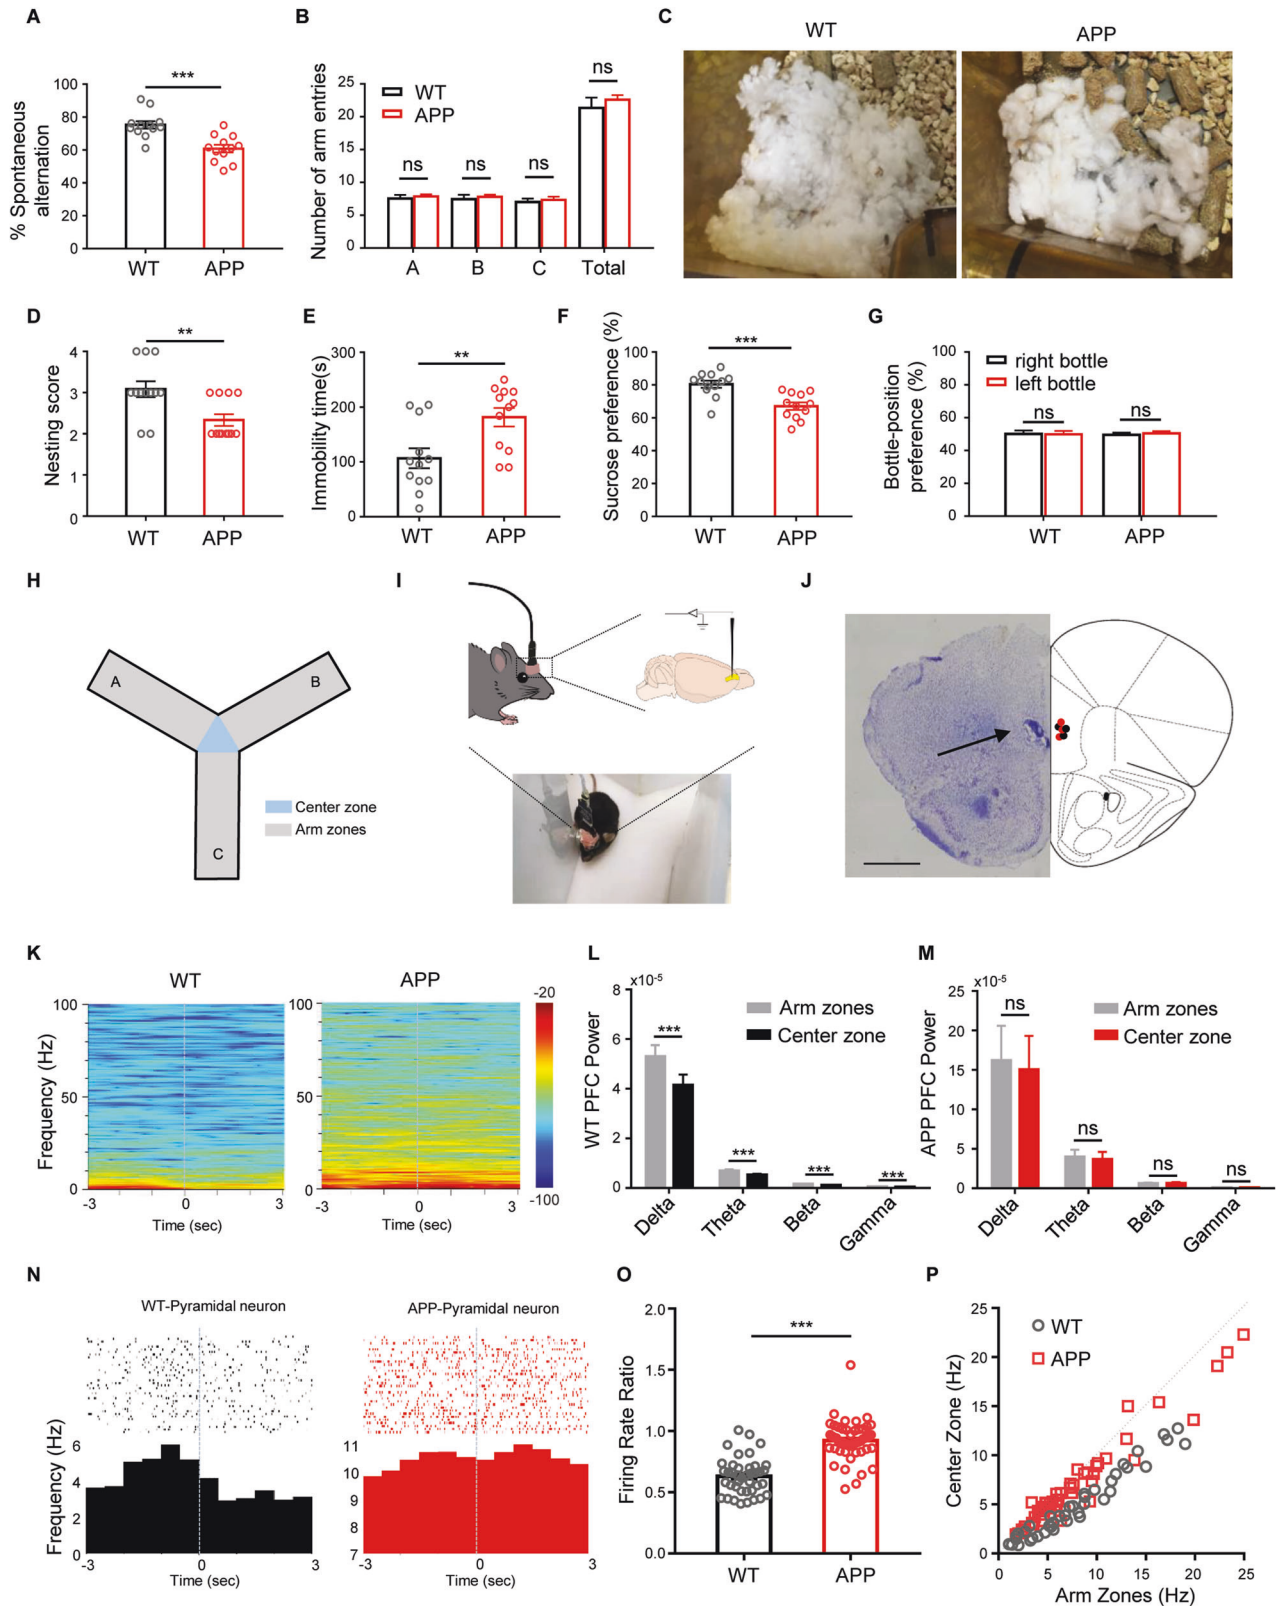 A
% Spontaneous
alternation
100
80
60
40
20
0
***
WT
APP
B
Number of arm entries
25
20
15
10
5
0
WT
APP
ns
ns
ns
ns
A
B
C
Total
C
WT
APP
D
Nesting score
4
3
2
1
0
**
WT
APP
E
Immobility time(s)
300
200
100
0
**
WT
APP
F
Sucrose preference (%)
100
80
60
40
20
0
***
WT
APP
G
Bottle-position
preference (%)
100
80
60
40
20
0
right bottle
left bottle
ns
ns
WT
APP
H
A
B
C
Center zone
Arm zones
I
J
K
WT
APP
Frequency (Hz)
100
50
0
-3
0
3
Time (sec)
100
50
0
-3
0
3
Time (sec)
-20
-100
L
x10-5
WT PFC Power
8
6
4
2
0
Arm zones
Center zone
***
***
***
***
Delta
Theta
Beta
Gamma
M
x10-5
APP PFC Power
25
20
15
10
5
0
Arm zones
Center zone
ns
ns
ns
ns
Delta
Theta
Beta
Gamma
N
WT-Pyramidal neuron
APP-Pyramidal neuron
Frequency (Hz)
6
4
2
0
-3
0
3
Time (sec)
11
10
9
8
7
-3
0
3
Time (sec)
O
Firing Rate Ratio
2.0
1.5
1.0
0.5
0.0
***
WT
APP
P
Center Zone (Hz)
25
20
15
10
5
0
WT
APP
0
5
10
15
20
25
Arm Zones (Hz)